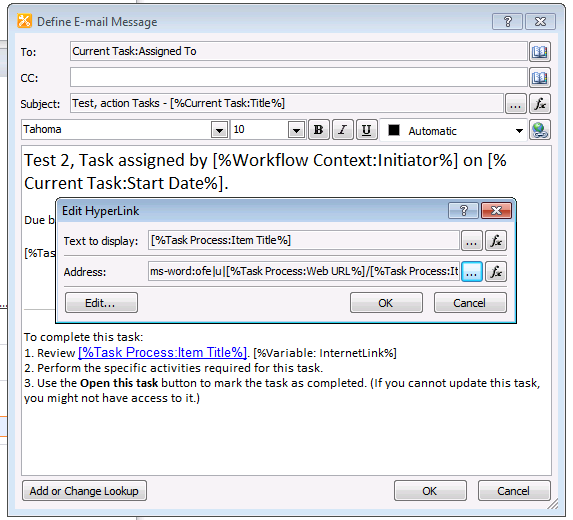 Define E-mail Message
To: Current Task:Assigned To
CC:
Subject: Test, action Tasks - [%Current Task:Title%] ... fx
Tahoma 10 B I U Automatic
Test 2, Task assigned by [%Workflow Context:Initiator%] on [%
Current Task:Start Date%].
Due b
[%Tas
Edit HyperLink
Text to display: [%Task Process:Item Title%] ... fx
Address: ms-word:ofe|u|[%Task Process:Web URL%]/[%Task Process:It ... fx
Edit... OK Cancel
To complete this task:
1. Review [%Task Process:Item Title%]. [%Variable: InternetLink%]
2. Perform the specific activities required for this task.
3. Use the Open this task button to mark the task as completed. (If you cannot update this task,
you might not have access to it.)
Add or Change Lookup OK Cancel